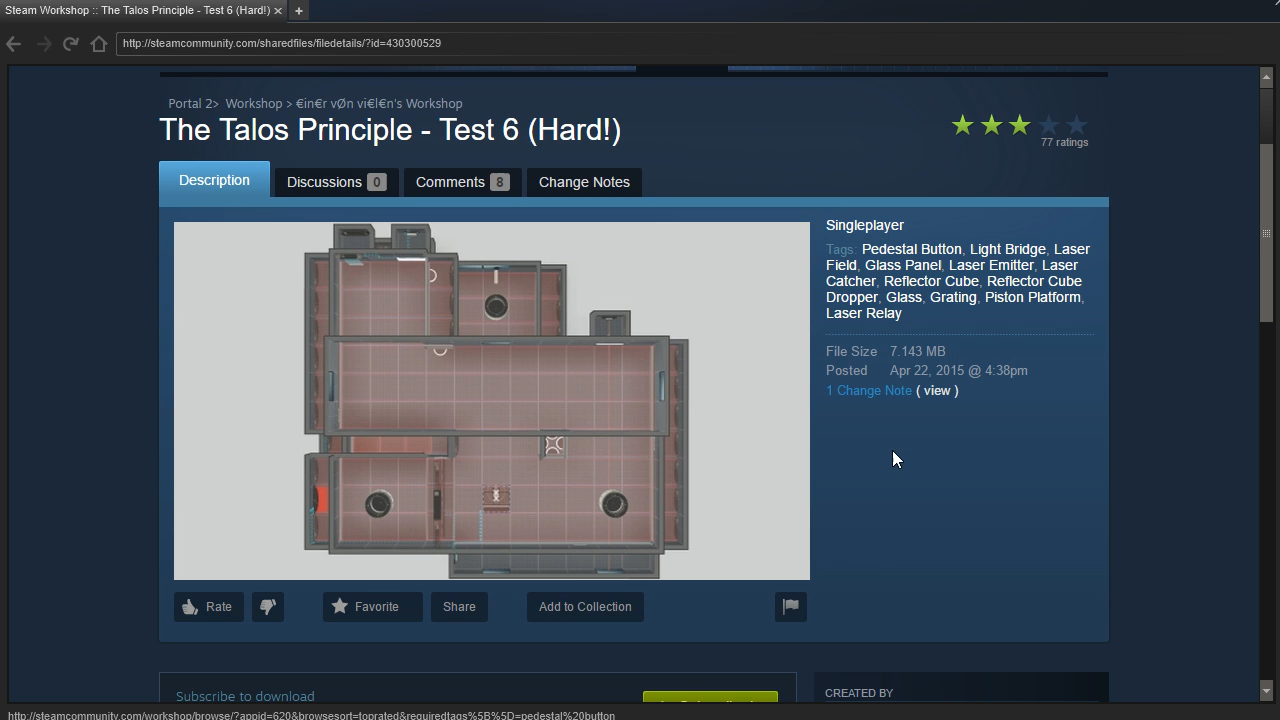 Steam Workshop :: The Talos Principle - Test 6 (Hard!)
http://steamcommunity.com/sharedfiles/filedetails/?id=430300529
Portal 2> Workshop > €in€r vØn vi€l€n's Workshop
The Talos Principle - Test 6 (Hard!)
77 ratings
Description
Discussions 0
Comments 8
Change Notes
Singleplayer
Tags: Pedestal Button, Light Bridge, Laser
Field, Glass Panel, Laser Emitter, Laser
Catcher, Reflector Cube, Reflector Cube
Dropper, Glass, Grating, Piston Platform,
Laser Relay
File Size 7.143 MB
Posted Apr 22, 2015 @ 4:38pm
1 Change Note ( view )
Rate
Favorite
Share
Add to Collection
Subscribe to download
CREATED BY
http://steamcommunity.com/workshop/browse/?appid=620&browsesort=toprated&requiredtags%5B%5D=pedestal%20button